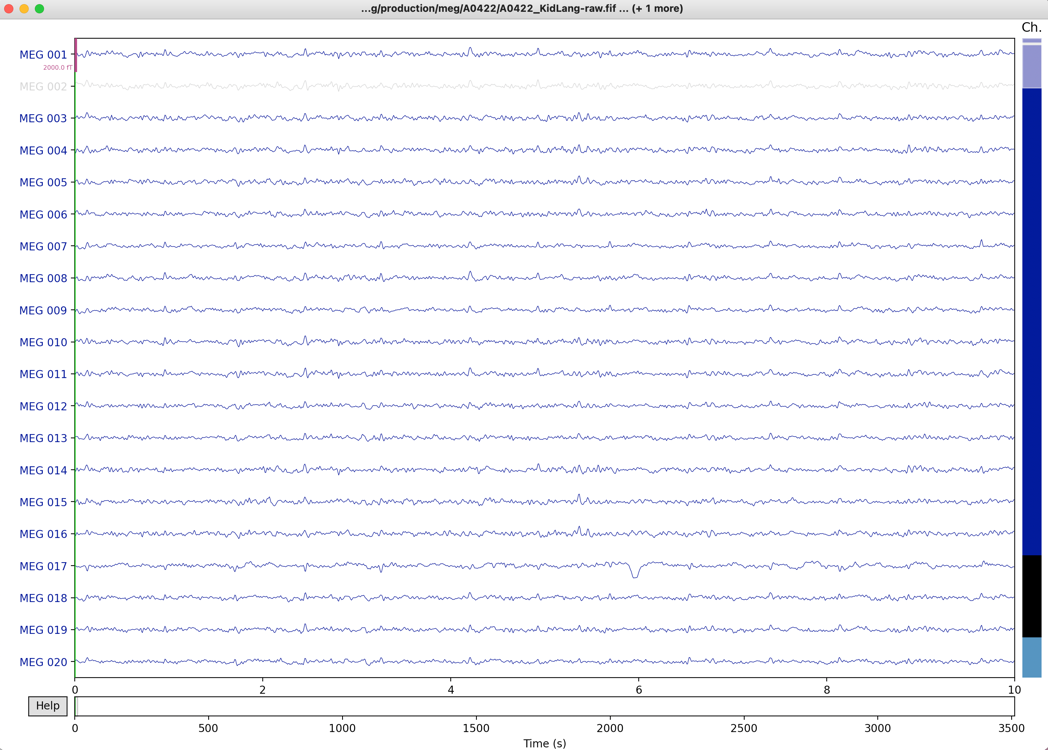 ...g/production/meg/A0422/A0422_KidLang-raw.fif ... (+ 1 more)
Ch.
MEG 001
2000.0 fT
MEG 002
MEG 003
MEG 004
MEG 005
MEG 006
MEG 007
MEG 008
MEG 009
MEG 010
MEG 011
MEG 012
MEG 013
MEG 014
MEG 015
MEG 016
MEG 017
MEG 018
MEG 019
MEG 020
0 2 4 6 8 10
Help
0 500 1000 1500 2000 2500 3000 3500
Time (s)